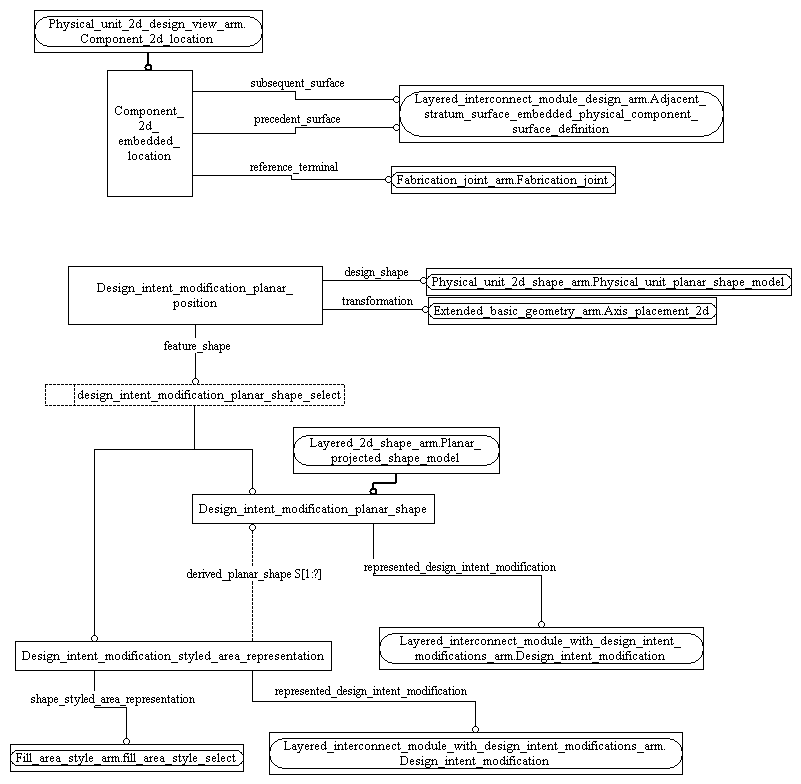 Physical_unit_2d_design_view_arm.
Component_2d_location
subsequent_surface
Component_
2d_
embedded_
location
Layered_interconnect_module_design_arm.Adjacent_
stratum_surface_embedded_physical_component_
surface_definition
precedent_surface
reference_terminal
Fabrication_joint_arm.Fabrication_joint
design_shape
Design_intent_modification_planar_
position
Physical_unit_2d_shape_arm.Physical_unit_planar_shape_model
transformation
Extended_basic_geometry_arm.Axis_placement_2d
feature_shape
design_intent_modification_planar_shape_select
Layered_2d_shape_arm.Planar_
projected_shape_model
Design_intent_modification_planar_shape
represented_design_intent_modification
derived_planar_shape S[1:?]
Layered_interconnect_module_with_design_intent_
modifications_arm.Design_intent_modification
Design_intent_modification_styled_area_representation
shape_styled_area_representation
represented_design_intent_modification
Fill_area_style_arm.fill_area_style_select
Layered_interconnect_module_with_design_intent_modifications_arm.
Design_intent_modification